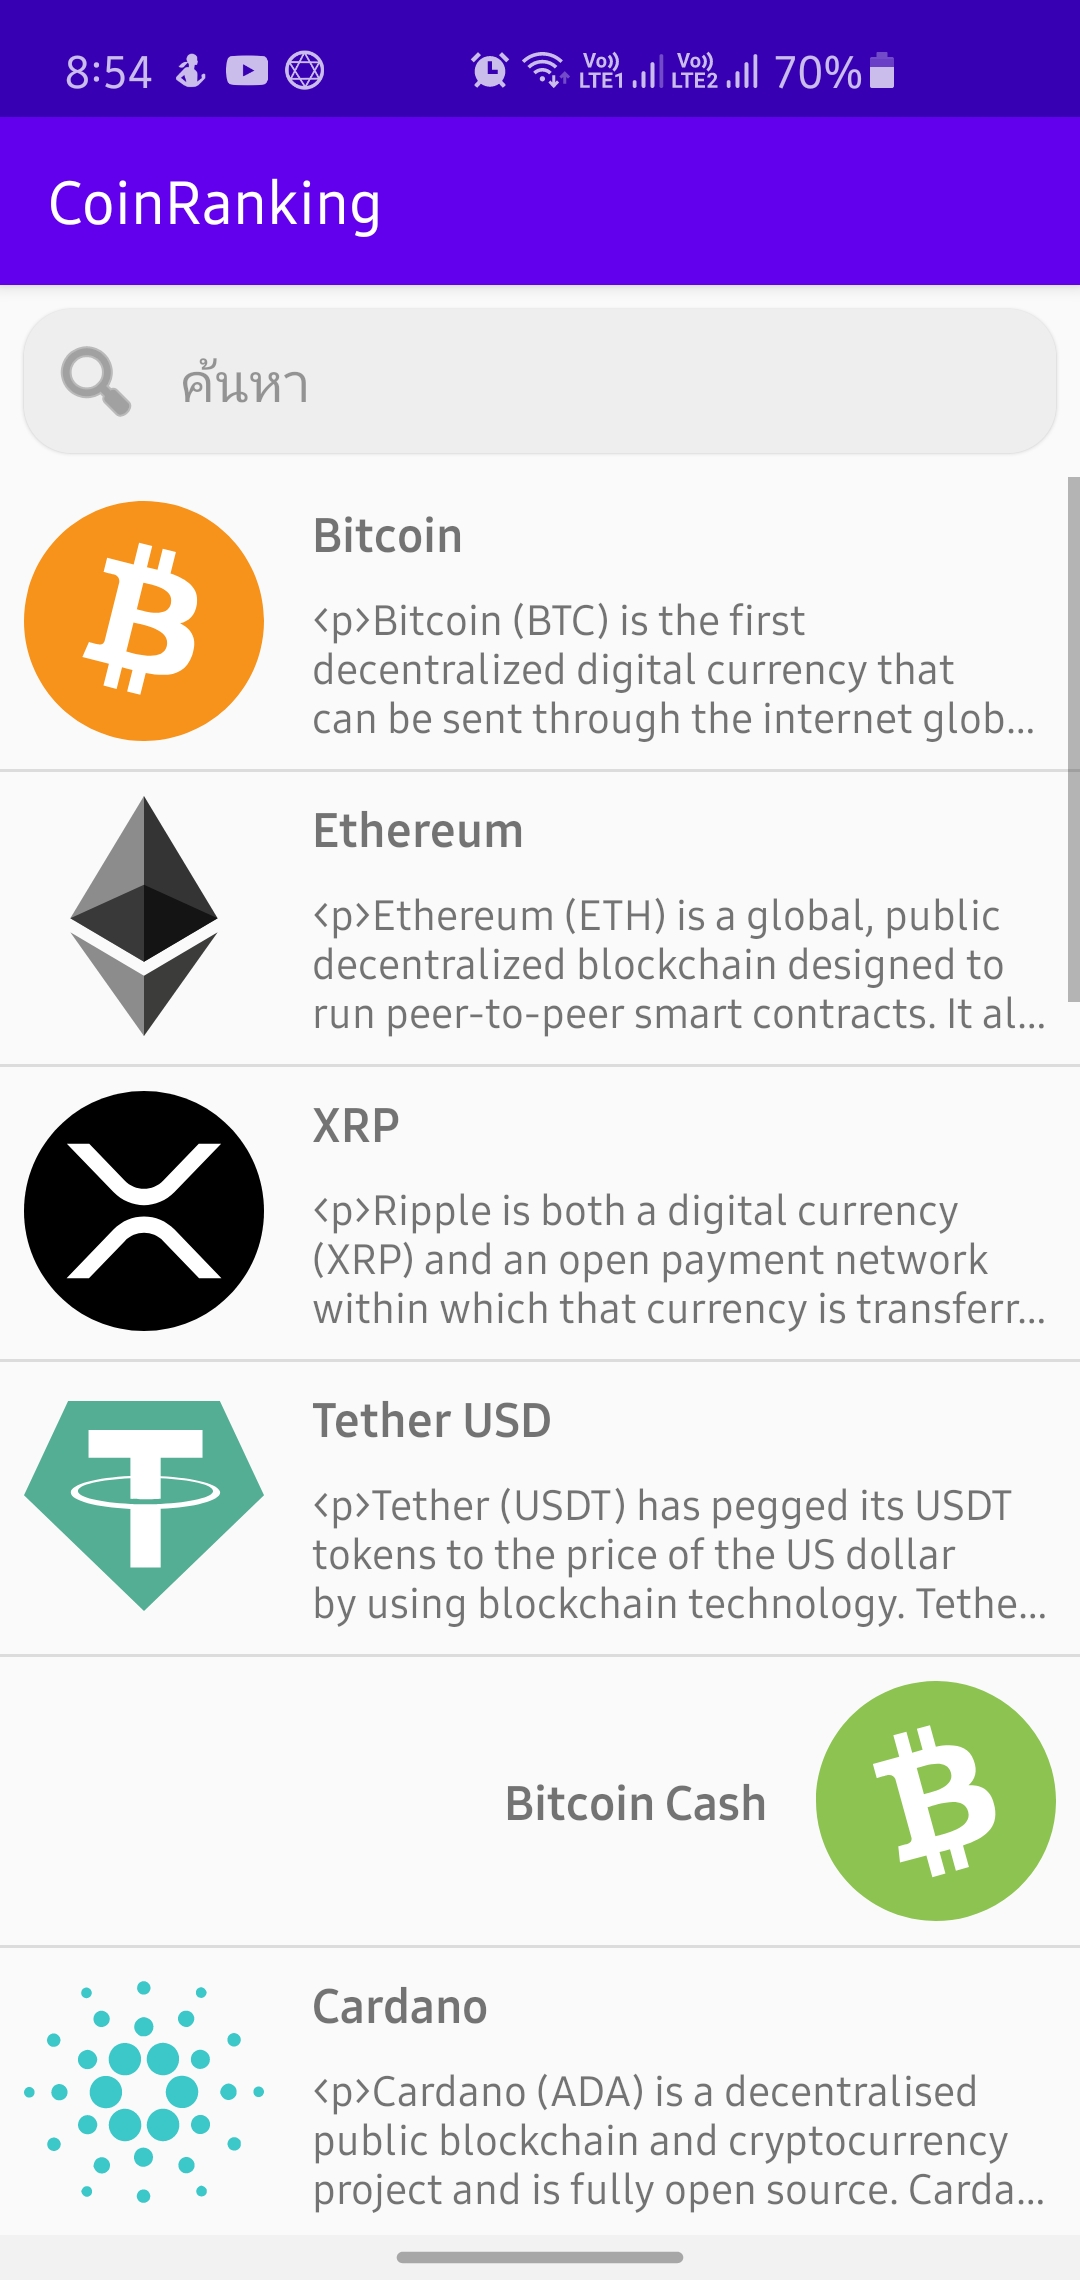 8:54 Vo)) LTE1 Vo)) LTE2 70%
CoinRanking
ค้นหา
Bitcoin
<p>Bitcoin (BTC) is the first
decentralized digital currency that
can be sent through the internet glob...
Ethereum
<p>Ethereum (ETH) is a global, public
decentralized blockchain designed to
run peer-to-peer smart contracts. It al...
XRP
<p>Ripple is both a digital currency
(XRP) and an open payment network
within which that currency is transferr...
Tether USD
<p>Tether (USDT) has pegged its USDT
tokens to the price of the US dollar
by using blockchain technology. Tethe...
Bitcoin Cash
Cardano
<p>Cardano (ADA) is a decentralised
public blockchain and cryptocurrency
project and is fully open source. Carda...